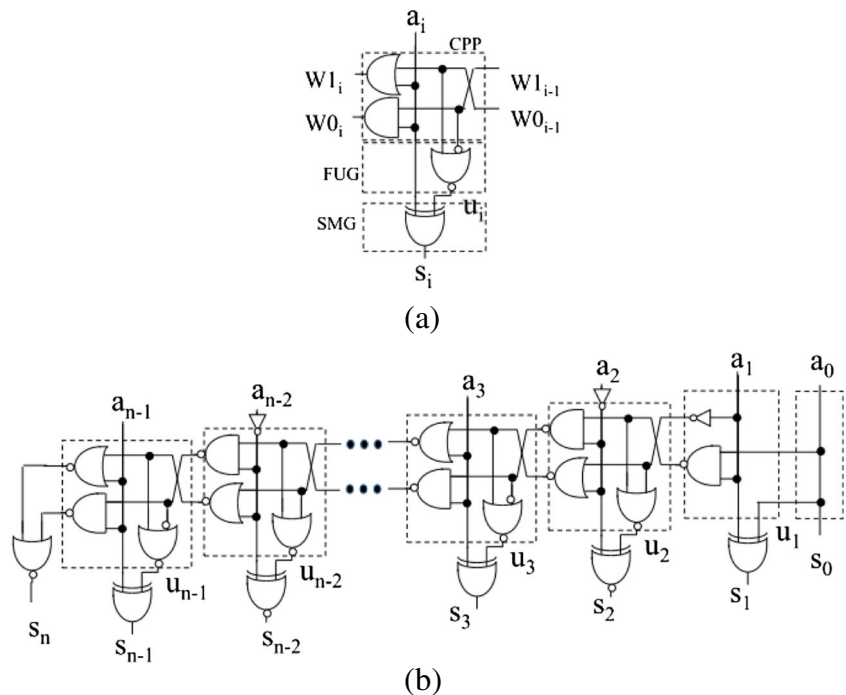 a_i
CPP
W1_i
W1_{i-1}
W0_i
W0_{i-1}
FUG
u_i
SMG
s_i
(a)
a_{n-1}
a_{n-2}
a_3
a_2
a_1
a_0
u_{n-1}
u_{n-2}
u_3
u_2
u_1
s_n
s_{n-1}
s_{n-2}
s_3
s_2
s_1
s_0
(b)